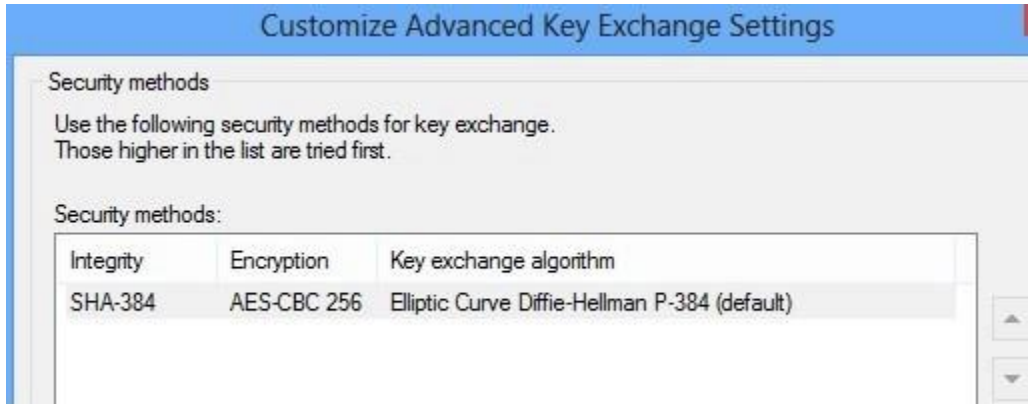 Customize Advanced Key Exchange Settings
Security methods
Use the following security methods for key exchange.
Those higher in the list are tried first.
Security methods:
Integrity Encryption Key exchange algorithm
SHA-384 AES-CBC 256 Elliptic Curve Diffie-Hellman P-384 (default)